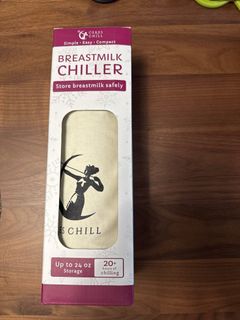 CERES
CHILL
Simple • Easy • Compact
BREASTMILK
CHILLER
Store breastmilk safely
CHILL
Up to 24 oz
Storage
20+
hours of
chilling